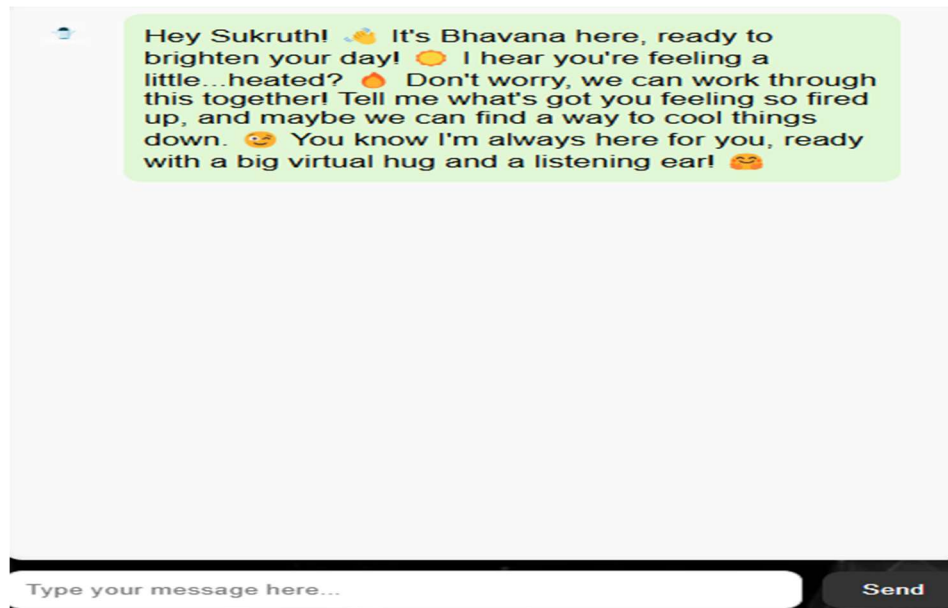 Hey Sukruth! 👋 It's Bhavana here, ready to
brighten your day! ☀️ I hear you're feeling a
little...heated? 🔥 Don't worry, we can work through
this together! Tell me what's got you feeling so fired
up, and maybe we can find a way to cool things
down. 😉 You know I'm always here for you, ready
with a big virtual hug and a listening ear! 🤗
Type your message here...
Send